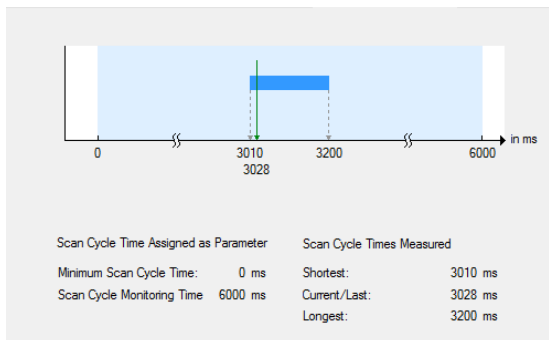 in ms
0 3010 3200 6000
3028
Scan Cycle Time Assigned as Parameter
Minimum Scan Cycle Time: 0 ms
Scan Cycle Monitoring Time 6000 ms
Scan Cycle Times Measured
Shortest: 3010 ms
Current/Last: 3028 ms
Longest: 3200 ms